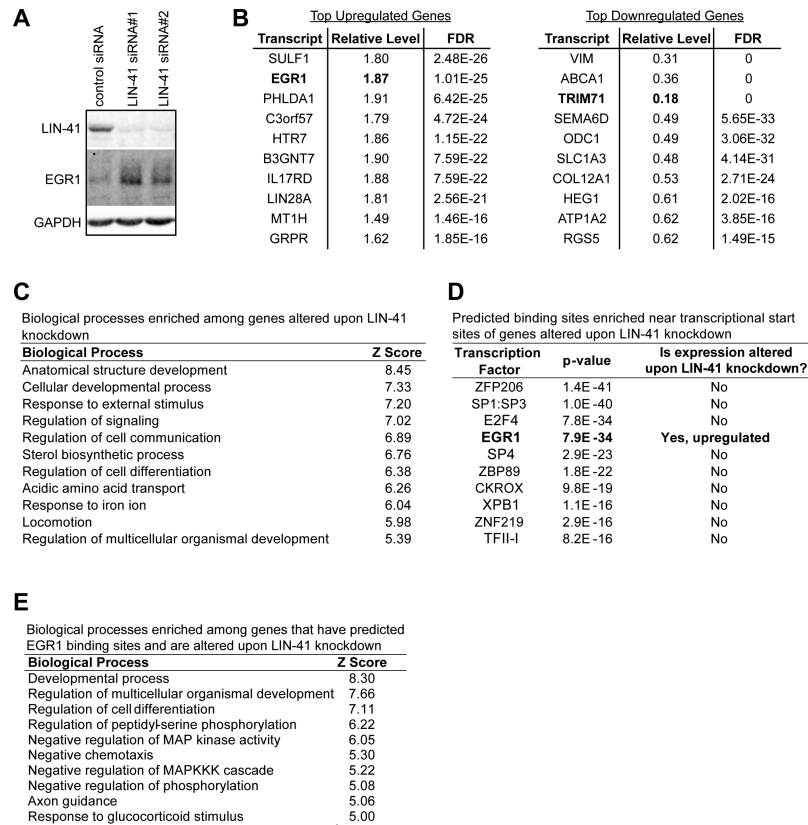 A
control siRNA
LIN-41 siRNA#1
LIN-41 siRNA#2
LIN-41
EGR1
GAPDH
B
Top Upregulated Genes
Transcript Relative Level FDR
SULF1 1.80 2.48E-26
EGR1 1.87 1.01E-25
PHLDA1 1.91 6.42E-25
C3orf57 1.79 4.72E-24
HTR7 1.86 1.15E-22
B3GNT7 1.90 7.59E-22
IL17RD 1.88 7.59E-22
LIN28A 1.81 2.56E-21
MT1H 1.49 1.46E-16
GRPR 1.62 1.85E-16
Top Downregulated Genes
Transcript Relative Level FDR
VIM 0.31 0
ABCA1 0.36 0
TRIM71 0.18 0
SEMA6D 0.49 5.65E-33
ODC1 0.49 3.06E-32
SLC1A3 0.48 4.14E-31
COL12A1 0.53 2.71E-24
HEG1 0.61 2.02E-16
ATP1A2 0.62 3.85E-16
RGS5 0.62 1.49E-15
C
Biological processes enriched among genes altered upon LIN-41
knockdown
Biological Process Z Score
Anatomical structure development 8.45
Cellular developmental process 7.33
Response to external stimulus 7.20
Regulation of signaling 7.02
Regulation of cell communication 6.89
Sterol biosynthetic process 6.76
Regulation of cell differentiation 6.38
Acidic amino acid transport 6.26
Response to iron ion 6.04
Locomotion 5.98
Regulation of multicellular organismal development 5.39
D
Predicted binding sites enriched near transcriptional start
sites of genes altered upon LIN-41 knockdown
Transcription Factor p-value Is expression altered upon LIN-41 knockdown?
ZFP206 1.4E-41 No
SP1:SP3 1.0E-40 No
E2F4 7.8E-34 No
EGR1 7.9E-34 Yes, upregulated
SP4 2.9E-23 No
ZBP89 1.8E-22 No
CKROX 9.8E-19 No
XPB1 1.1E-16 No
ZNF219 2.9E-16 No
TFII-I 8.2E-16 No
E
Biological processes enriched among genes that have predicted
EGR1 binding sites and are altered upon LIN-41 knockdown
Biological Process Z Score
Developmental process 8.30
Regulation of multicellular organismal development 7.66
Regulation of cell differentiation 7.11
Regulation of peptidyl-serine phosphorylation 6.22
Negative regulation of MAP kinase activity 6.05
Negative chemotaxis 5.30
Negative regulation of MAPKKK cascade 5.22
Negative regulation of phosphorylation 5.08
Axon guidance 5.06
Response to glucocorticoid stimulus 5.00